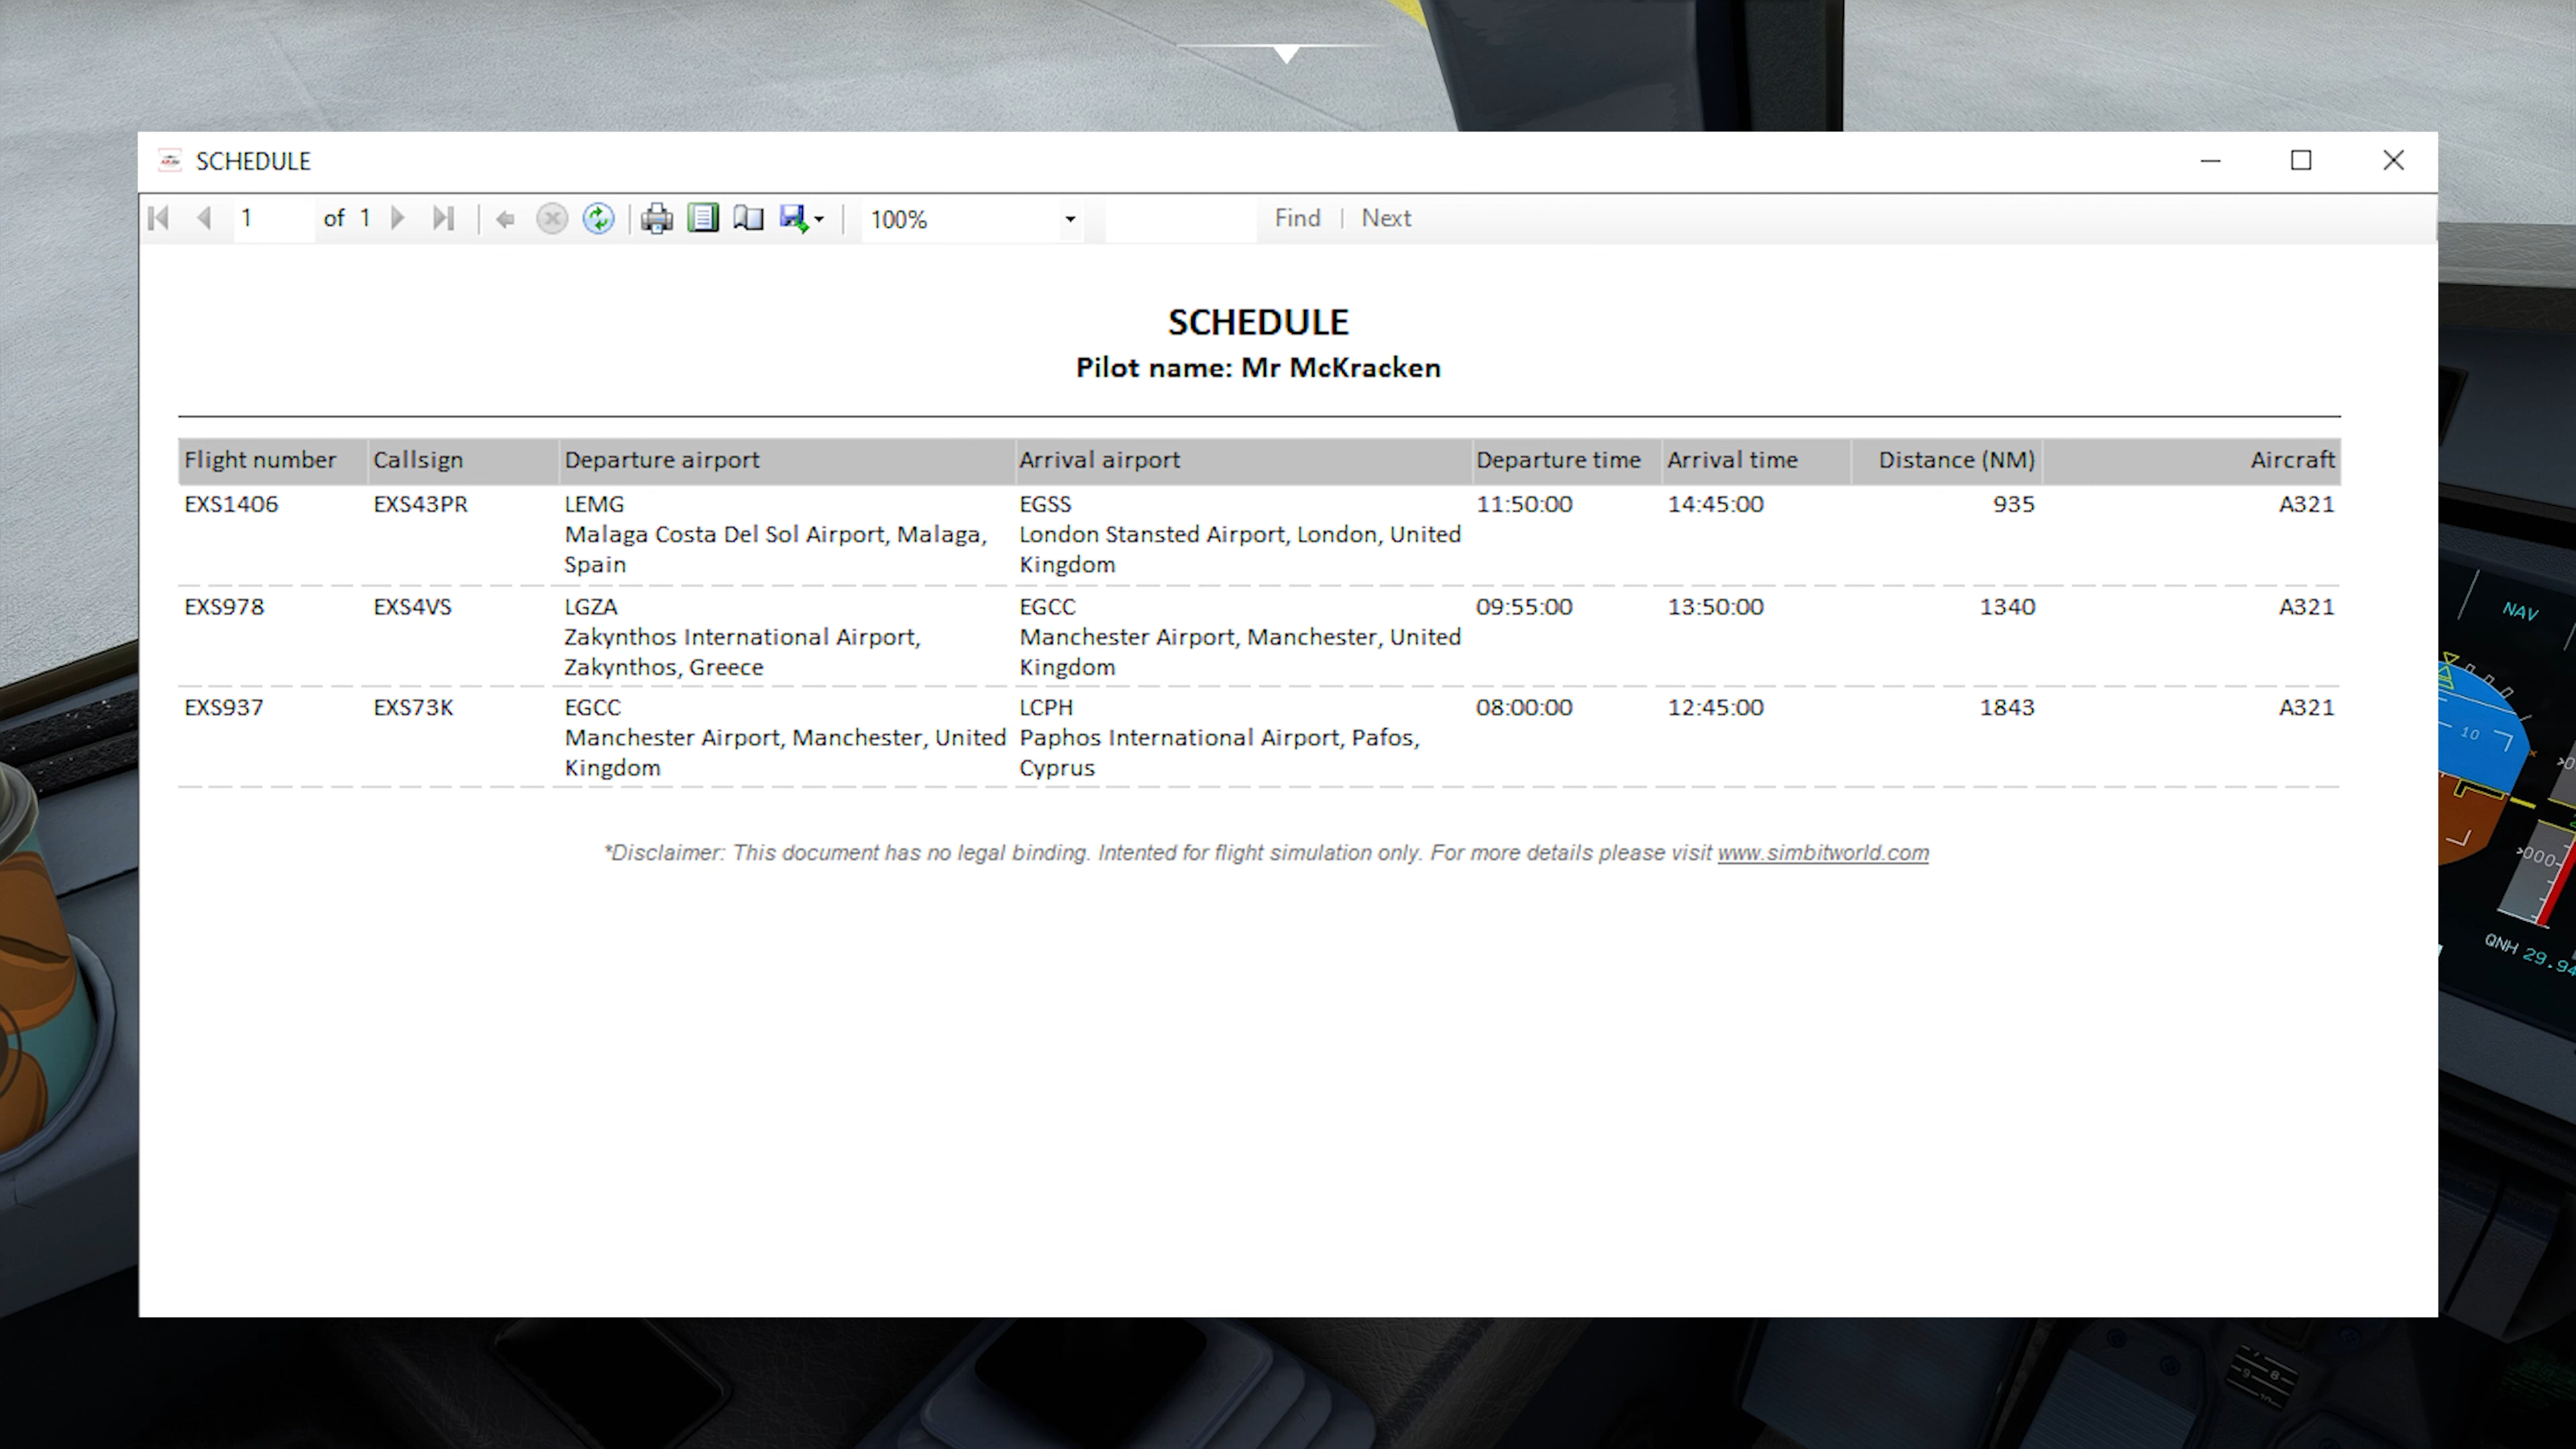 SCHEDULE
1 of 1 100% Find | Next
SCHEDULE
Pilot name: Mr McKracken
Flight number Callsign Departure airport Arrival airport Departure time Arrival time Distance (NM) Aircraft
EXS1406 EXS43PR LEMG EGSS 11:50:00 14:45:00 935 A321
Malaga Costa Del Sol Airport, Malaga, London Stansted Airport, London, United
Spain Kingdom
EXS978 EXS4VS LGZA EGCC 09:55:00 13:50:00 1340 A321
Zakynthos International Airport, Manchester Airport, Manchester, United
Zakynthos, Greece Kingdom
EXS937 EXS73K EGCC LCPH 08:00:00 12:45:00 1843 A321
Manchester Airport, Manchester, United Paphos International Airport, Pafos,
Kingdom Cyprus
*Disclaimer: This document has no legal binding. Intented for flight simulation only. For more details please visit www.simbitworld.com
NAV
10
QNH 29.94